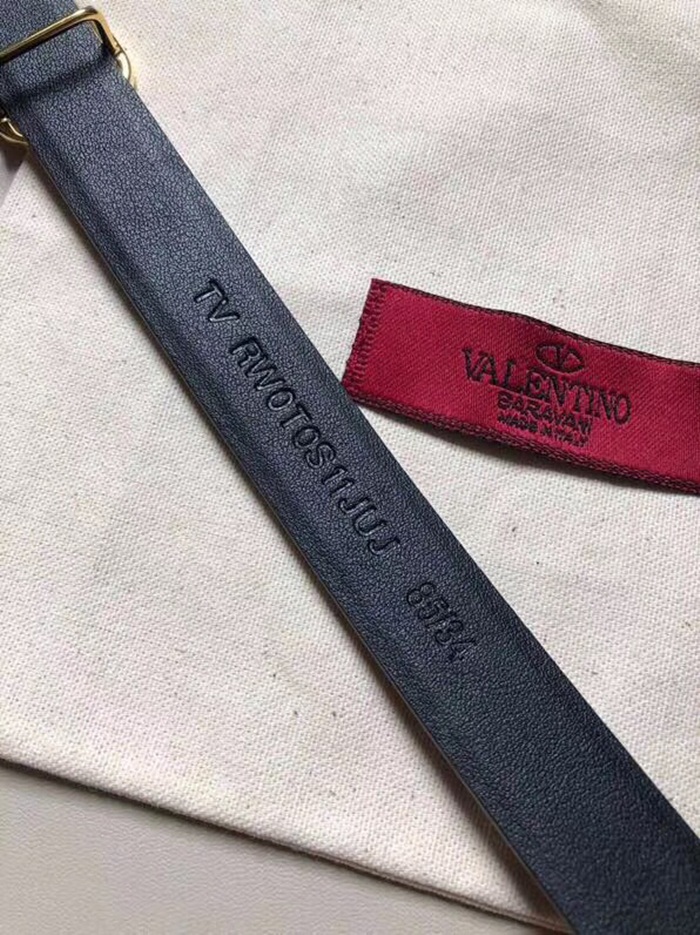 TV RW0T0S11JUJ 85/34
VALENTINO
GARAVANI
MADE IN ITALY